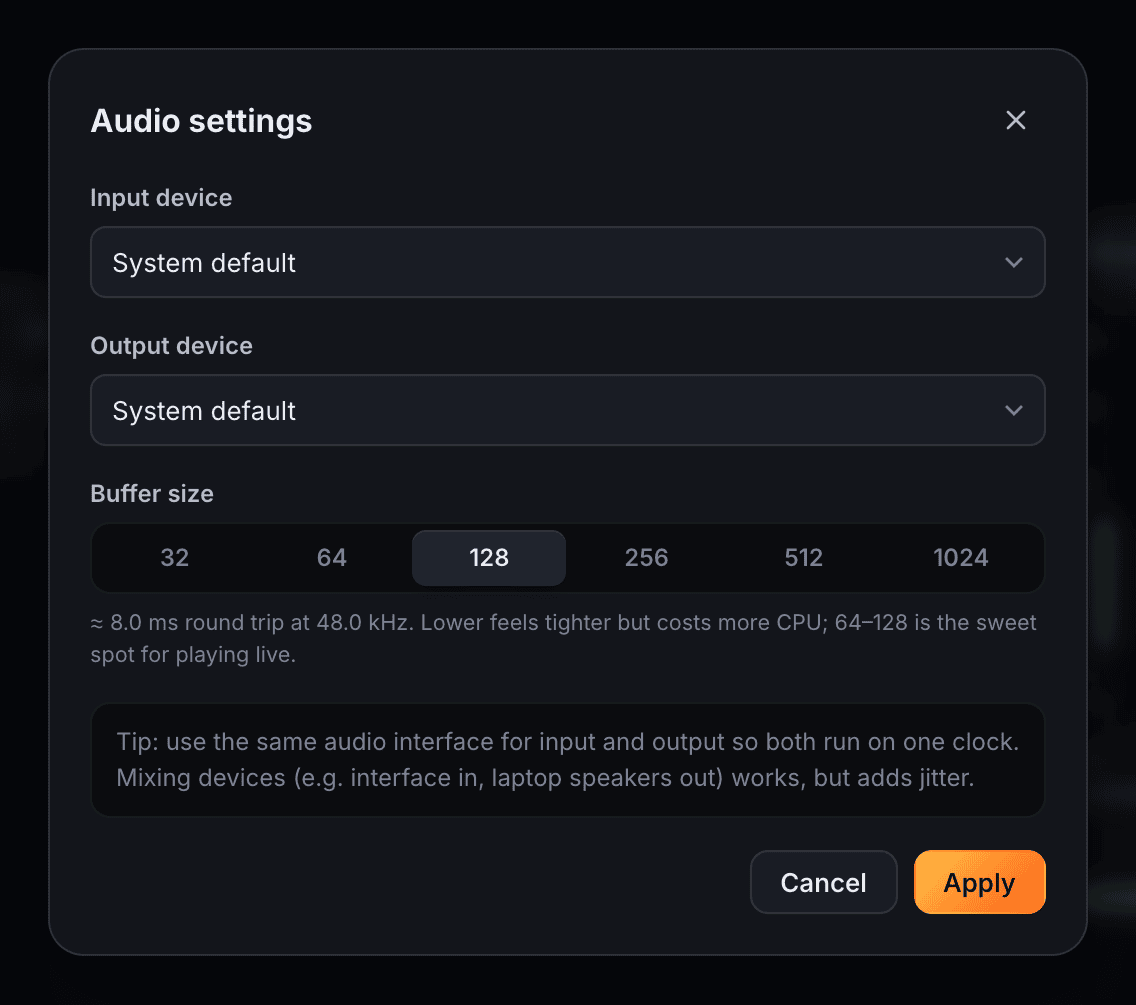 Audio settings
Input device
System default
Output device
System default
Buffer size
32 64 128 256 512 1024
≈ 8.0 ms round trip at 48.0 kHz. Lower feels tighter but costs more CPU; 64–128 is the sweet
spot for playing live.
Tip: use the same audio interface for input and output so both run on one clock.
Mixing devices (e.g. interface in, laptop speakers out) works, but adds jitter.
Cancel Apply